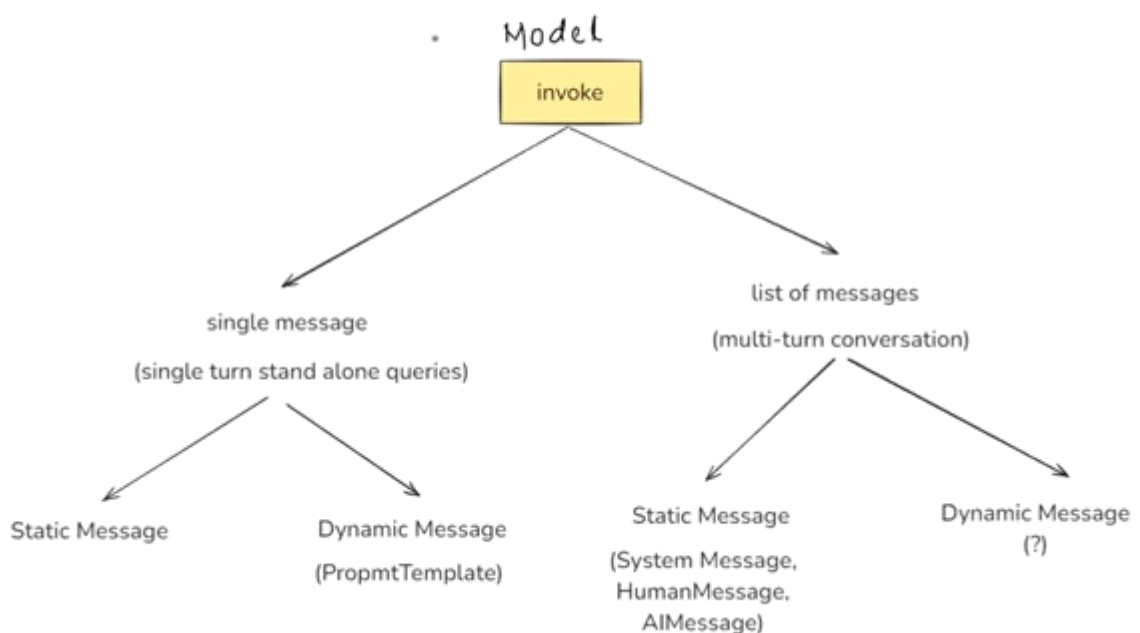 Model
invoke
single message
(single turn stand alone queries)
Static Message
Dynamic Message
(PropmtTemplate)
list of messages
(multi-turn conversation)
Static Message
(System Message,
HumanMessage,
AIMessage)
Dynamic Message
(?)